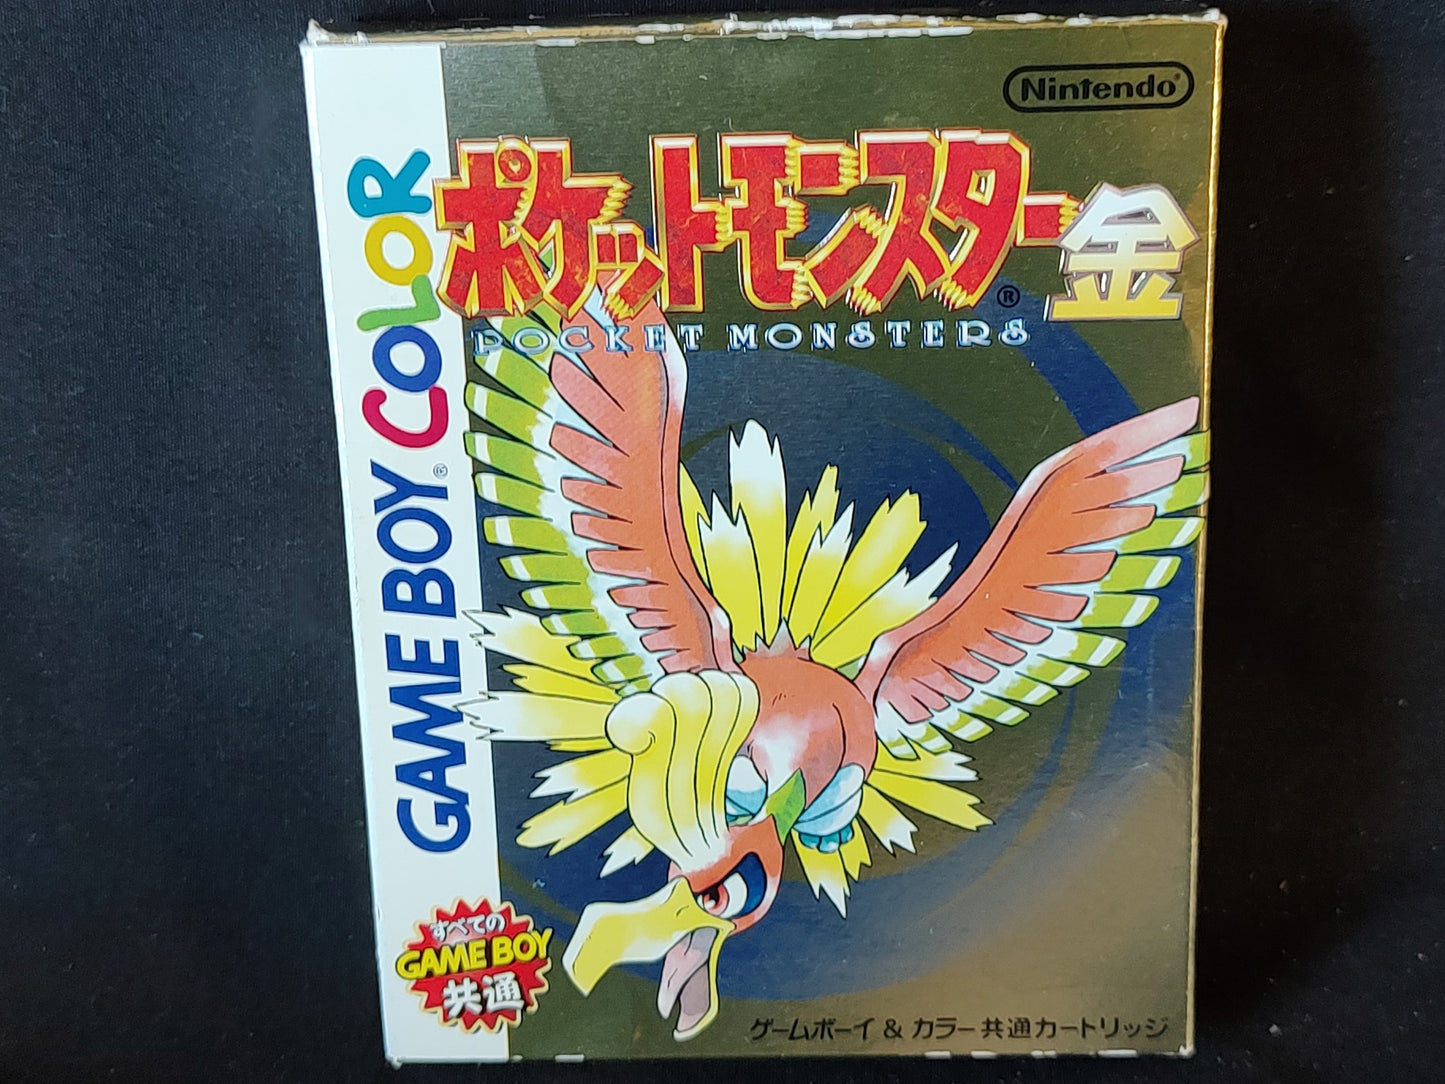 Nintendo®
ポケットモンスター金
®
POCKET MONSTERS
GAME BOY COLOR
®
すべての
GAME BOY
共通
ゲームボーイ & カラー共通カートリッジ